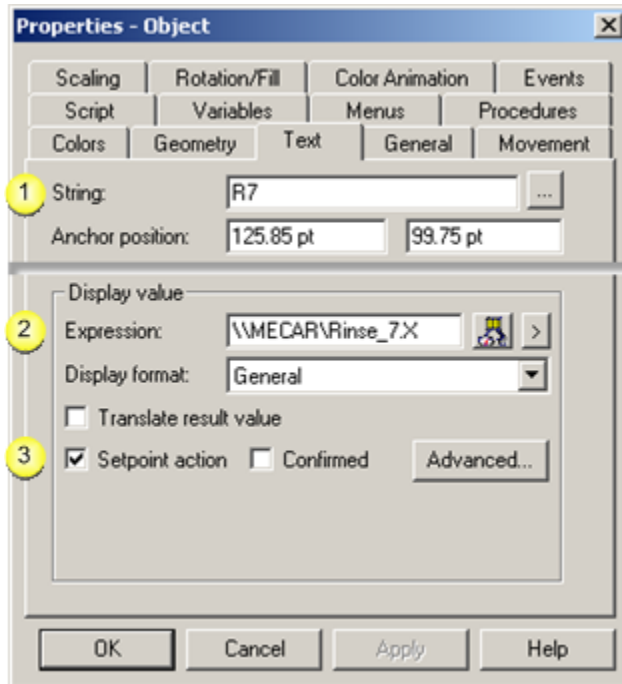 Properties - Object
Scaling Rotation/Fill Color Animation Events
Script Variables Menus Procedures
Colors Geometry Text General Movement
1 String: R7 ...
Anchor position: 125.85 pt 99.75 pt
Display value
2 Expression: \\MECAR\Rinse_7.X >
Display format: General
Translate result value
3 Setpoint action Confirmed Advanced...
OK Cancel Apply Help